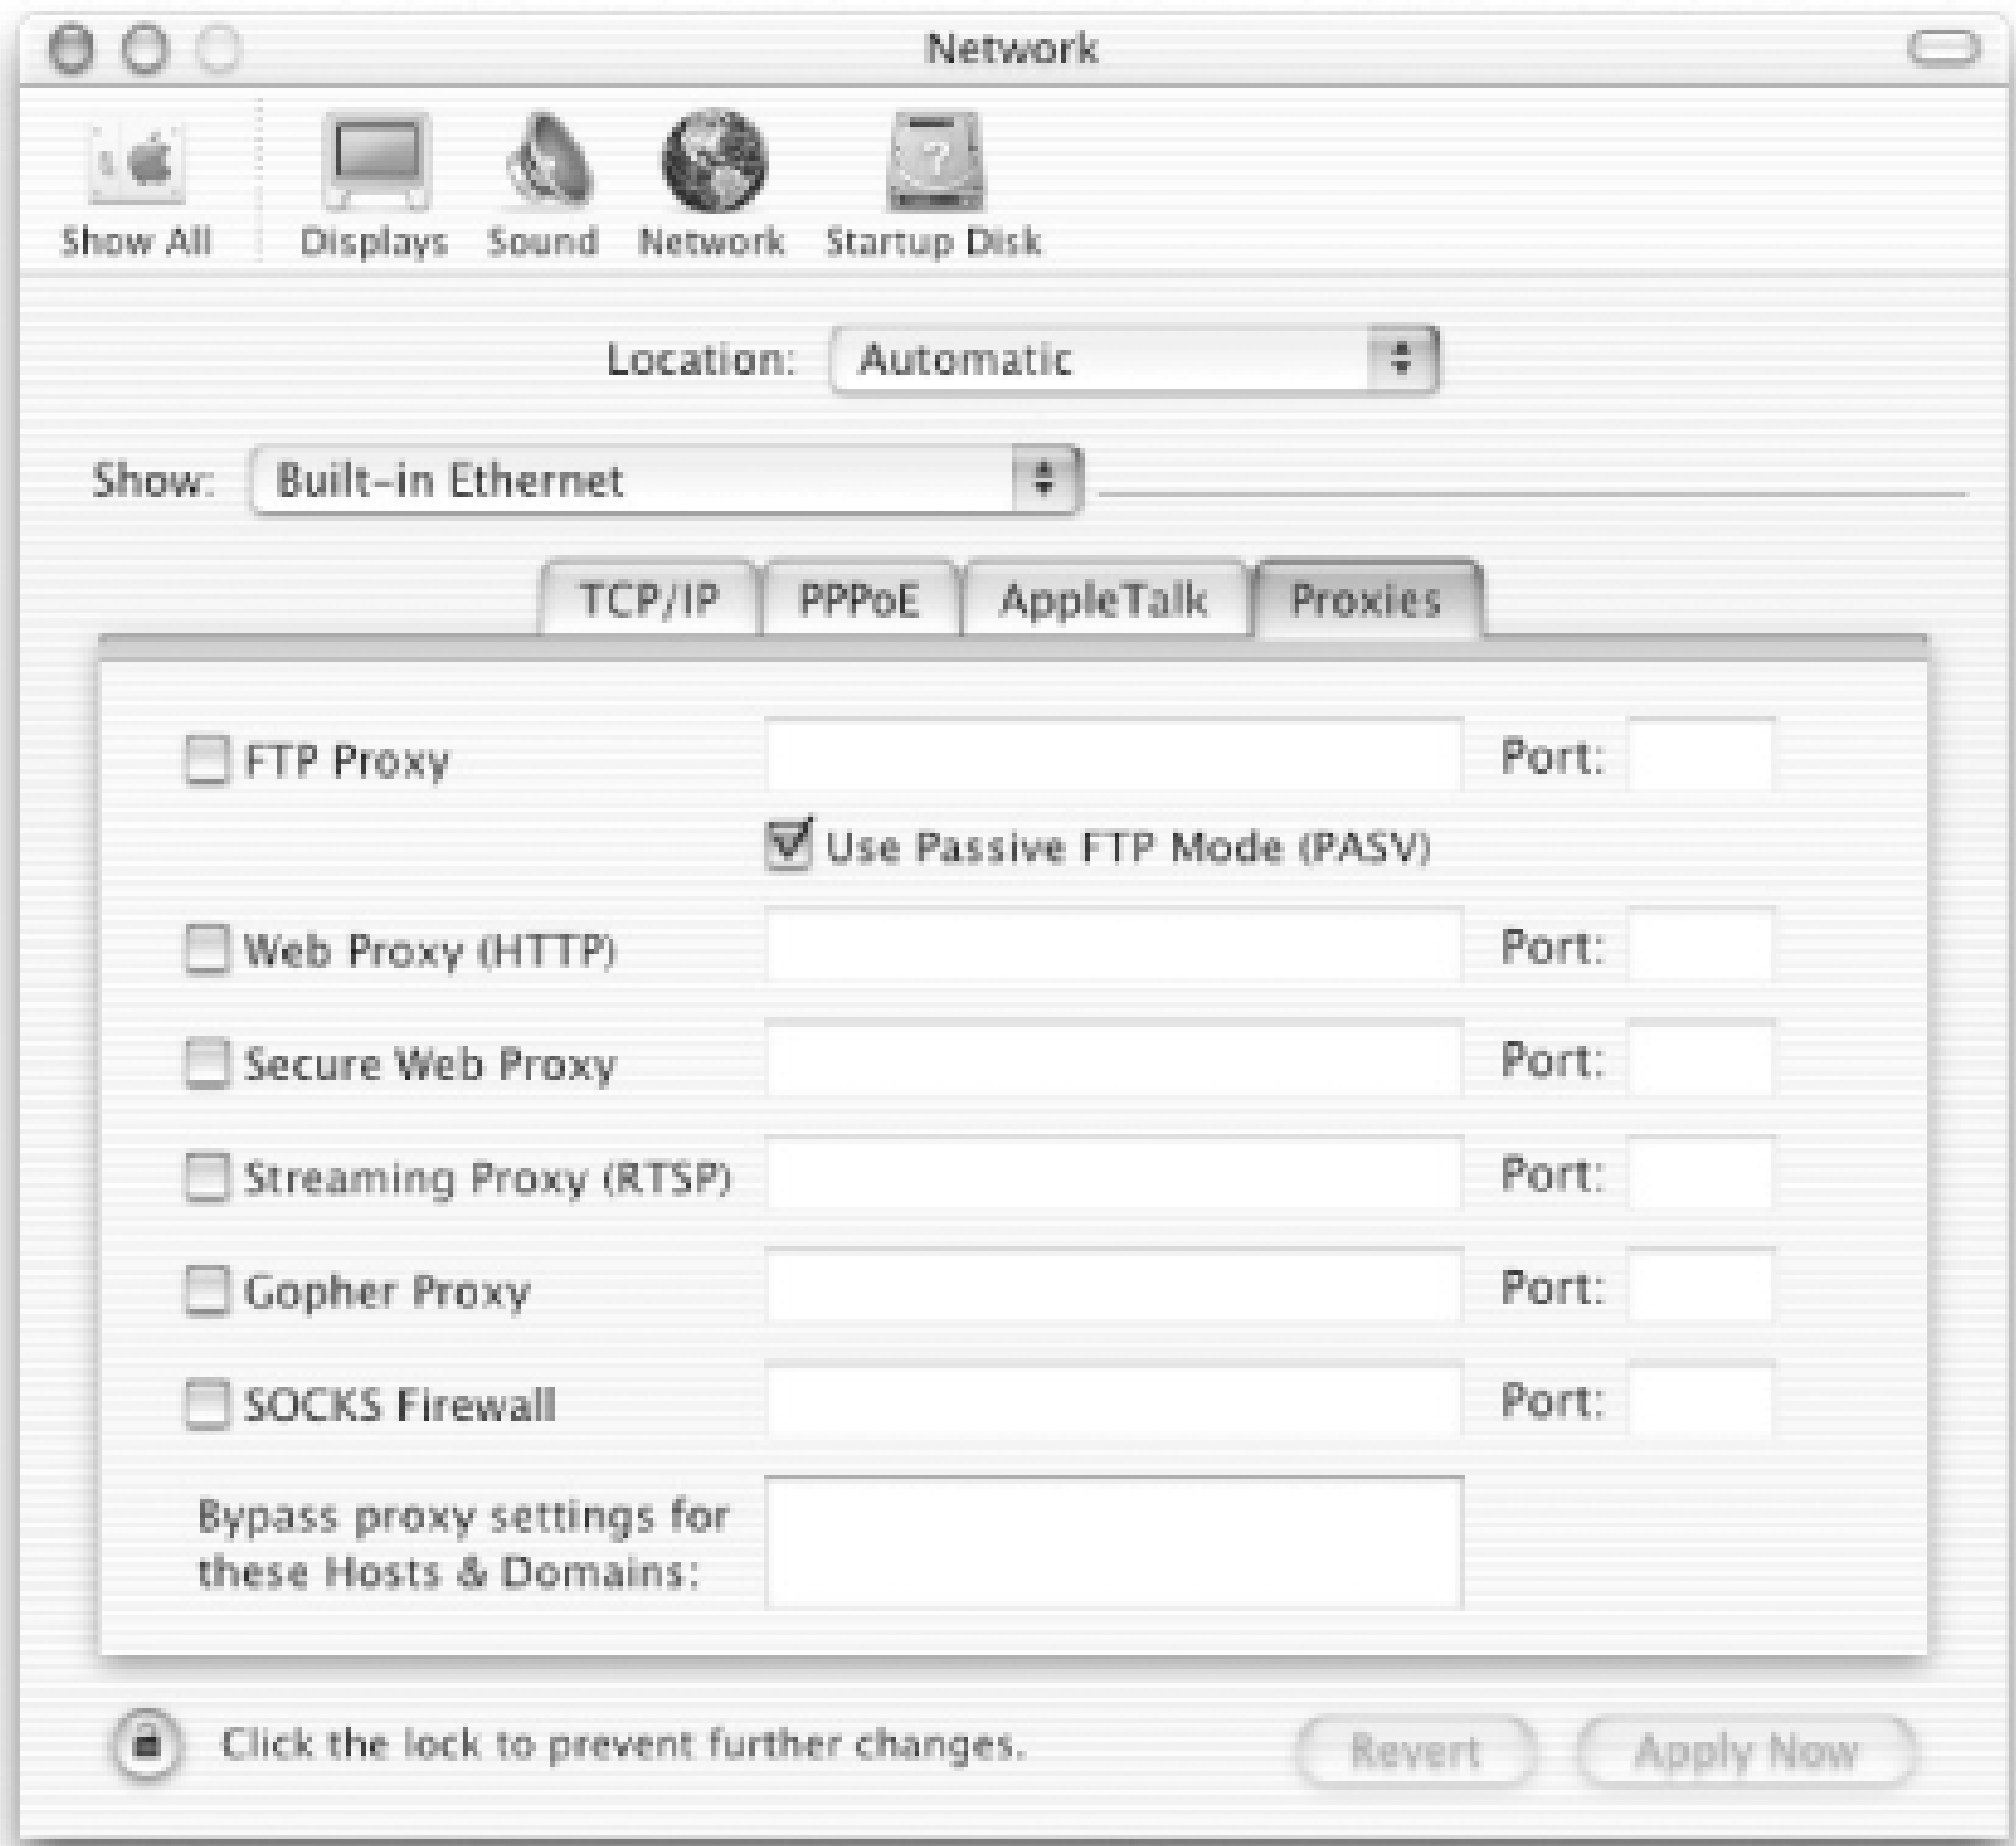 Network
Show All
Displays
Sound
Network
Startup Disk
Location: Automatic
Show: Built-in Ethernet
TCP/IP
PPPoE
AppleTalk
Proxies
FTP Proxy Port:
Use Passive FTP Mode (PASV)
Web Proxy (HTTP) Port:
Secure Web Proxy Port:
Streaming Proxy (RTSP) Port:
Gopher Proxy Port:
SOCKS Firewall Port:
Bypass proxy settings for
these Hosts & Domains:
Click the lock to prevent further changes.
Revert
Apply Now